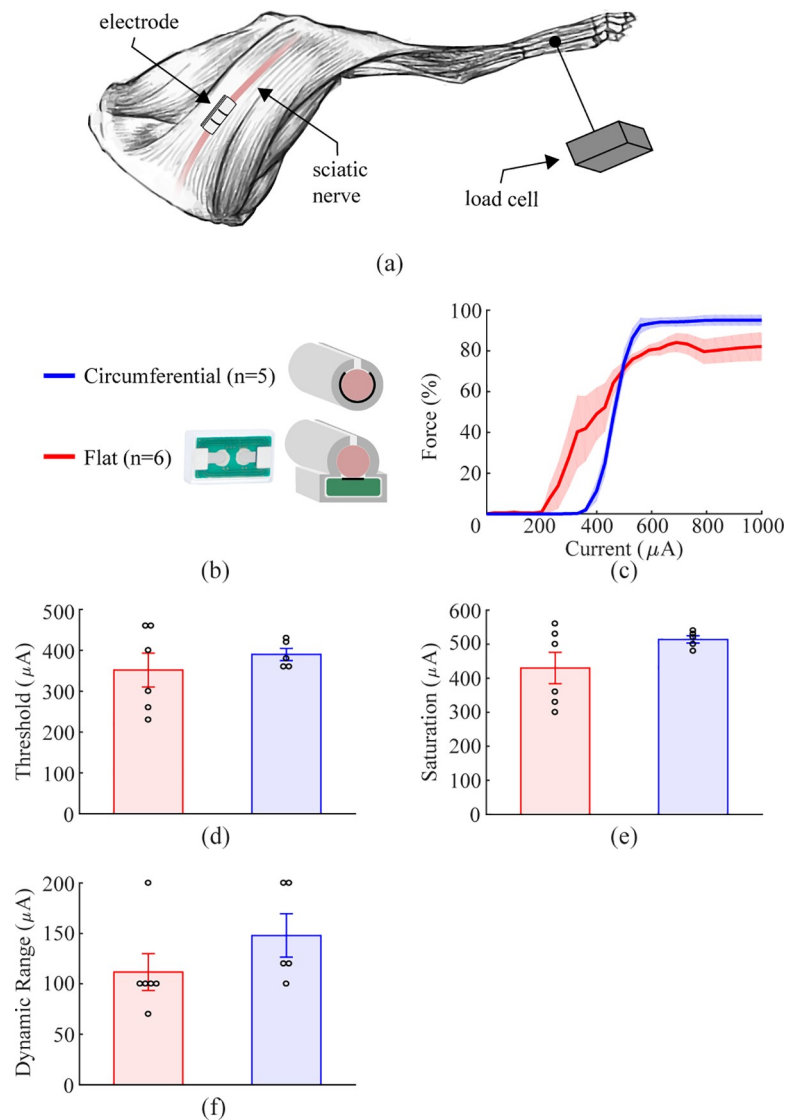 electrode
sciatic
nerve
load cell
(a)
Circumferential (n=5)
Flat (n=6)
(b)
100
80
60
40
20
Force (%)
200 400 600 800 1000
Current (μA)
(c)
500
400
300
200
100
0
Threshold (μA)
(d)
600
500
400
300
200
100
0
Saturation (μA)
(e)
200
150
100
50
0
Dynamic Range (μA)
(f)